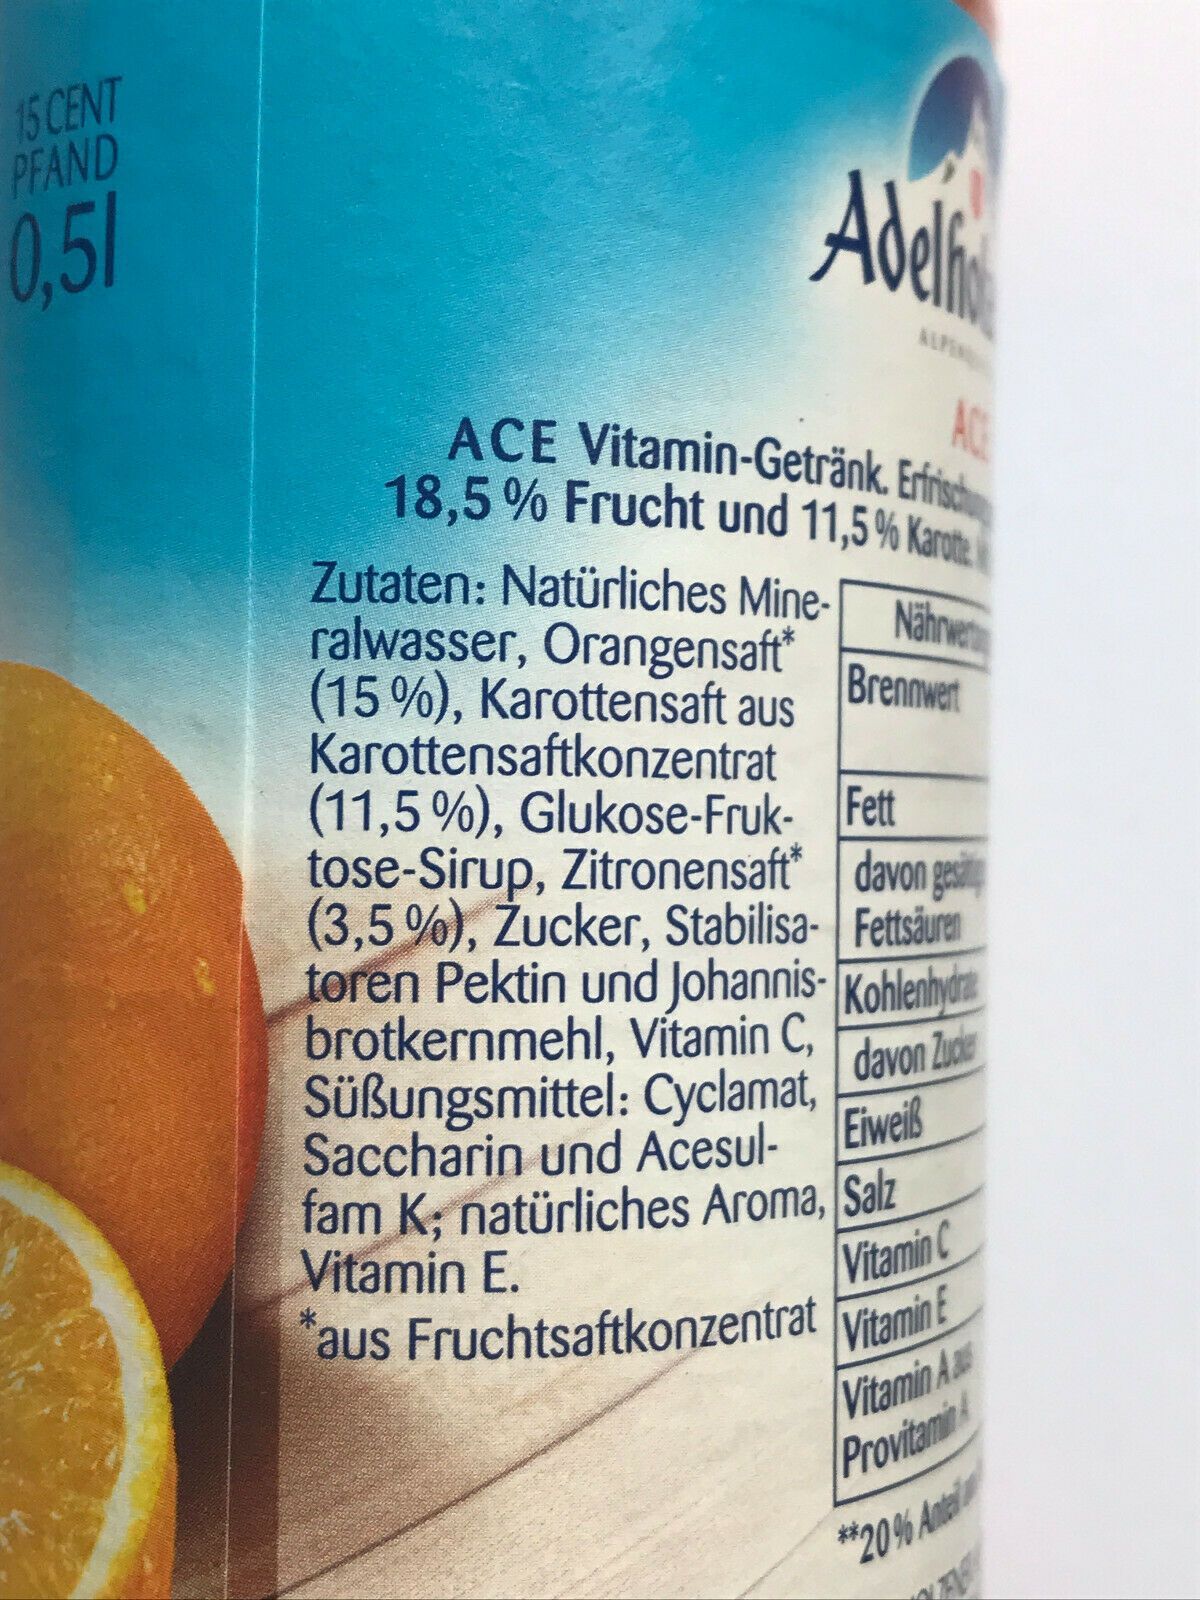 15 CENT
PFAND
0,5l
ACE
ACE Vitamin-Getränk.
18,5 % Frucht und 11,5 % Karotte.
Zutaten: Natürliches Mine-
ralwasser, Orangensaft*
(15 %), Karottensaft aus
Karottensaftkonzentrat
(11,5 %), Glukose-Fruk-
tose-Sirup, Zitronensaft*
(3,5 %), Zucker, Stabilisa-
toren Pektin und Johannis-
brotkernmehl, Vitamin C,
Süßungsmittel: Cyclamat,
Saccharin und Acesul-
fam K; natürliches Aroma,
Vitamin E.
*aus Fruchtsaftkonzentrat
Brennwert
Fett
davon
Fettsäuren
Kohlenhydrate
davon Zucker
Eiweiß
Salz
Vitamin C
Vitamin E
Vitamin A aus
Provitamin A
**20 % Anteil